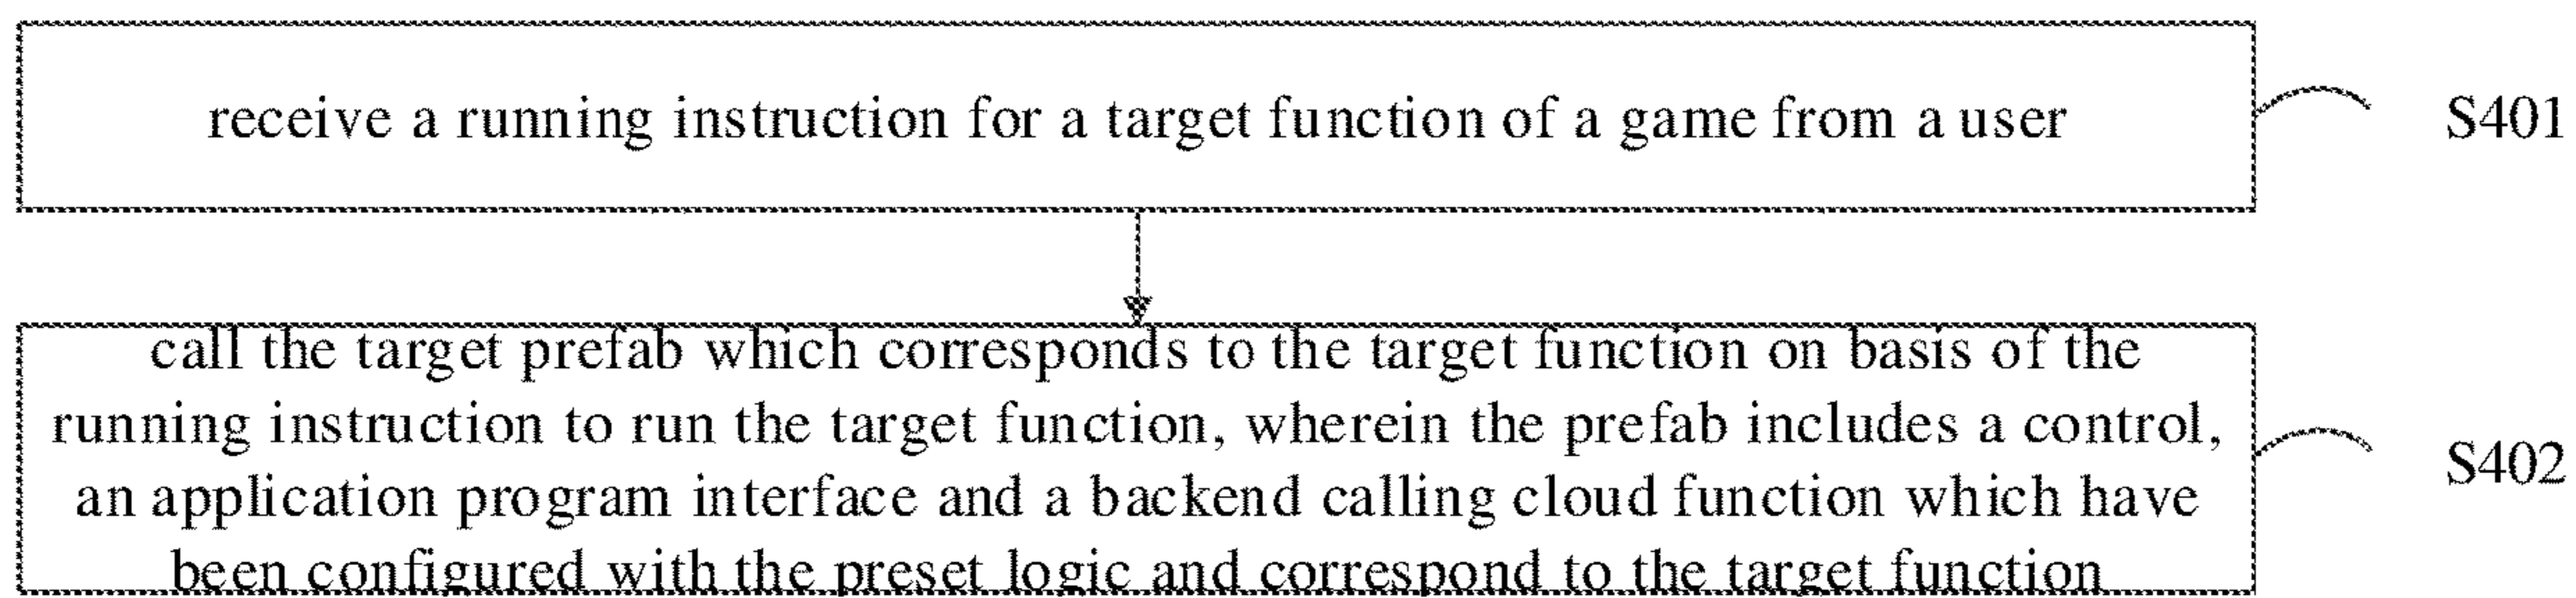 receive a running instruction for a target function of a game from a user
S401
call the target prefab which corresponds to the target function on basis of the
running instruction to run the target function, wherein the prefab includes a control,
an application program interface and a backend calling cloud function which have
been configured with the preset logic and correspond to the target function
S402